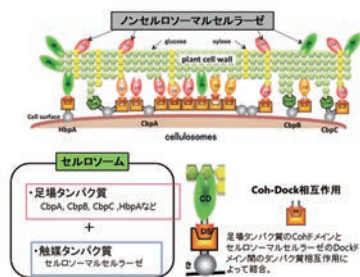 ノンセルロソーマルセルラーゼ
glucose
xylose
plant cell wall
Cell surface
HbpA
CbpA
CbpB
CbpC
cellulosomes
セルロソーム
・足場タンパク質
CbpA, CbpB, CbpC ,HbpAなど
+
・触媒タンパク質
セルロソーマルセルラーゼ
CD
DS
Coh-Dock相互作用
足場タンパク質のCohドメインと
セルロソーマルセルラーゼのDockドメ
イン間のタンパク質相互作用に
よって結合。